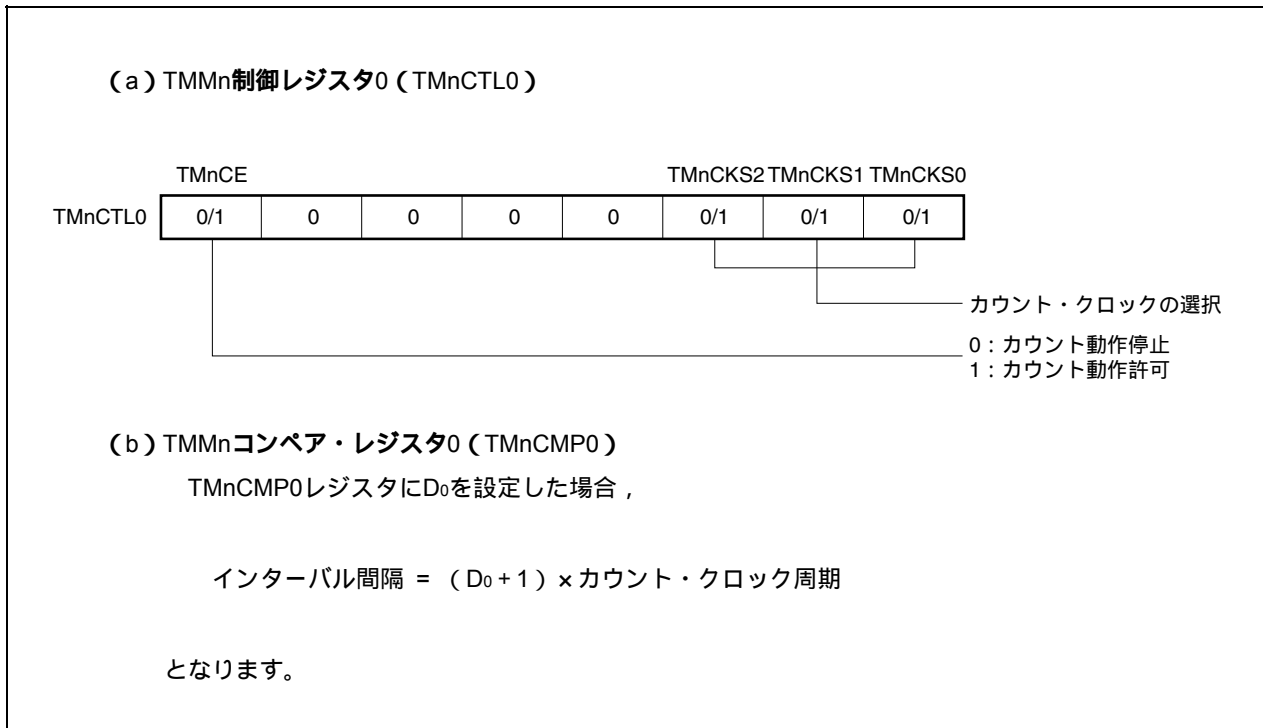 （a）TMMn制御レジスタ0（TMnCTL0）
TMnCE TMnCKS2 TMnCKS1 TMnCKS0
TMnCTL0 0/1 0 0 0 0 0/1 0/1 0/1
カウント・クロックの選択
0：カウント動作停止
1：カウント動作許可
（b）TMMnコンペア・レジスタ0（TMnCMP0）
TMnCMP0レジスタにD0を設定した場合，
インターバル間隔 = （D0 + 1）×カウント・クロック周期
となります。